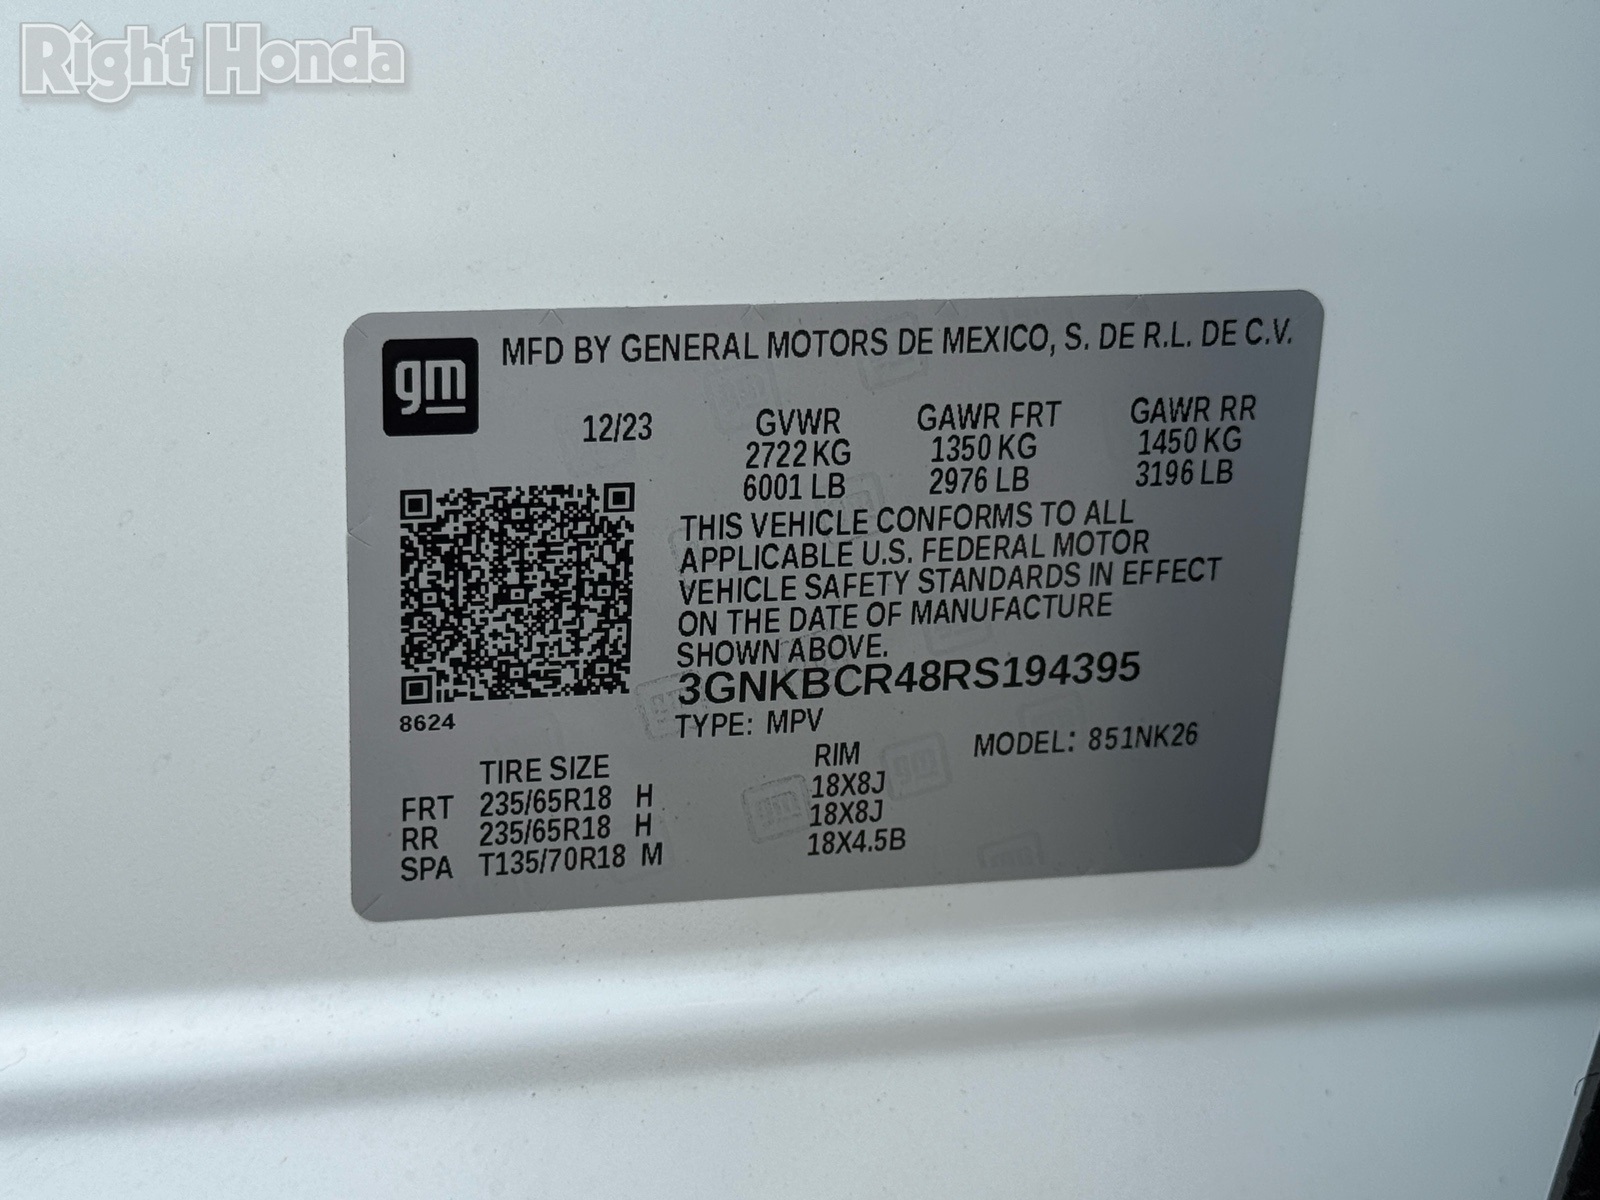 Right Honda
gm
MFD BY GENERAL MOTORS DE MEXICO, S. DE R.L. DE C.V.
12/23 GVWR GAWR FRT GAWR RR
2722 KG 1350 KG 1450 KG
6001 LB 2976 LB 3196 LB
THIS VEHICLE CONFORMS TO ALL
APPLICABLE U.S. FEDERAL MOTOR
VEHICLE SAFETY STANDARDS IN EFFECT
ON THE DATE OF MANUFACTURE
SHOWN ABOVE.
3GNKBCR48RS194395
8624
TYPE: MPV MODEL: 851NK26
TIRE SIZE RIM
FRT 235/65R18 H 18X8J
RR 235/65R18 H 18X8J
SPA T135/70R18 M 18X4.5B